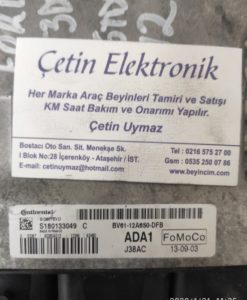 Çetin Elektronik
Her Marka Araç Beyinleri Tamiri ve Satışı
KM Saat Bakım ve Onarımı Yapılır.
Çetin Uymaz
Bostacı Oto San. Sit. Menekşe Sk.
I Blok No:28 İçerenköy - Ataşehir / İST.
E-mail: cetinuymaz@hotmail.com
Tel : 0216 575 27 00
Gsm : 0535 250 07 86
www.beyincim.com
Continental
S180133049 C
BV61-12A650-DFB
ADA1
FoMoCo
J38AC
13-09-03